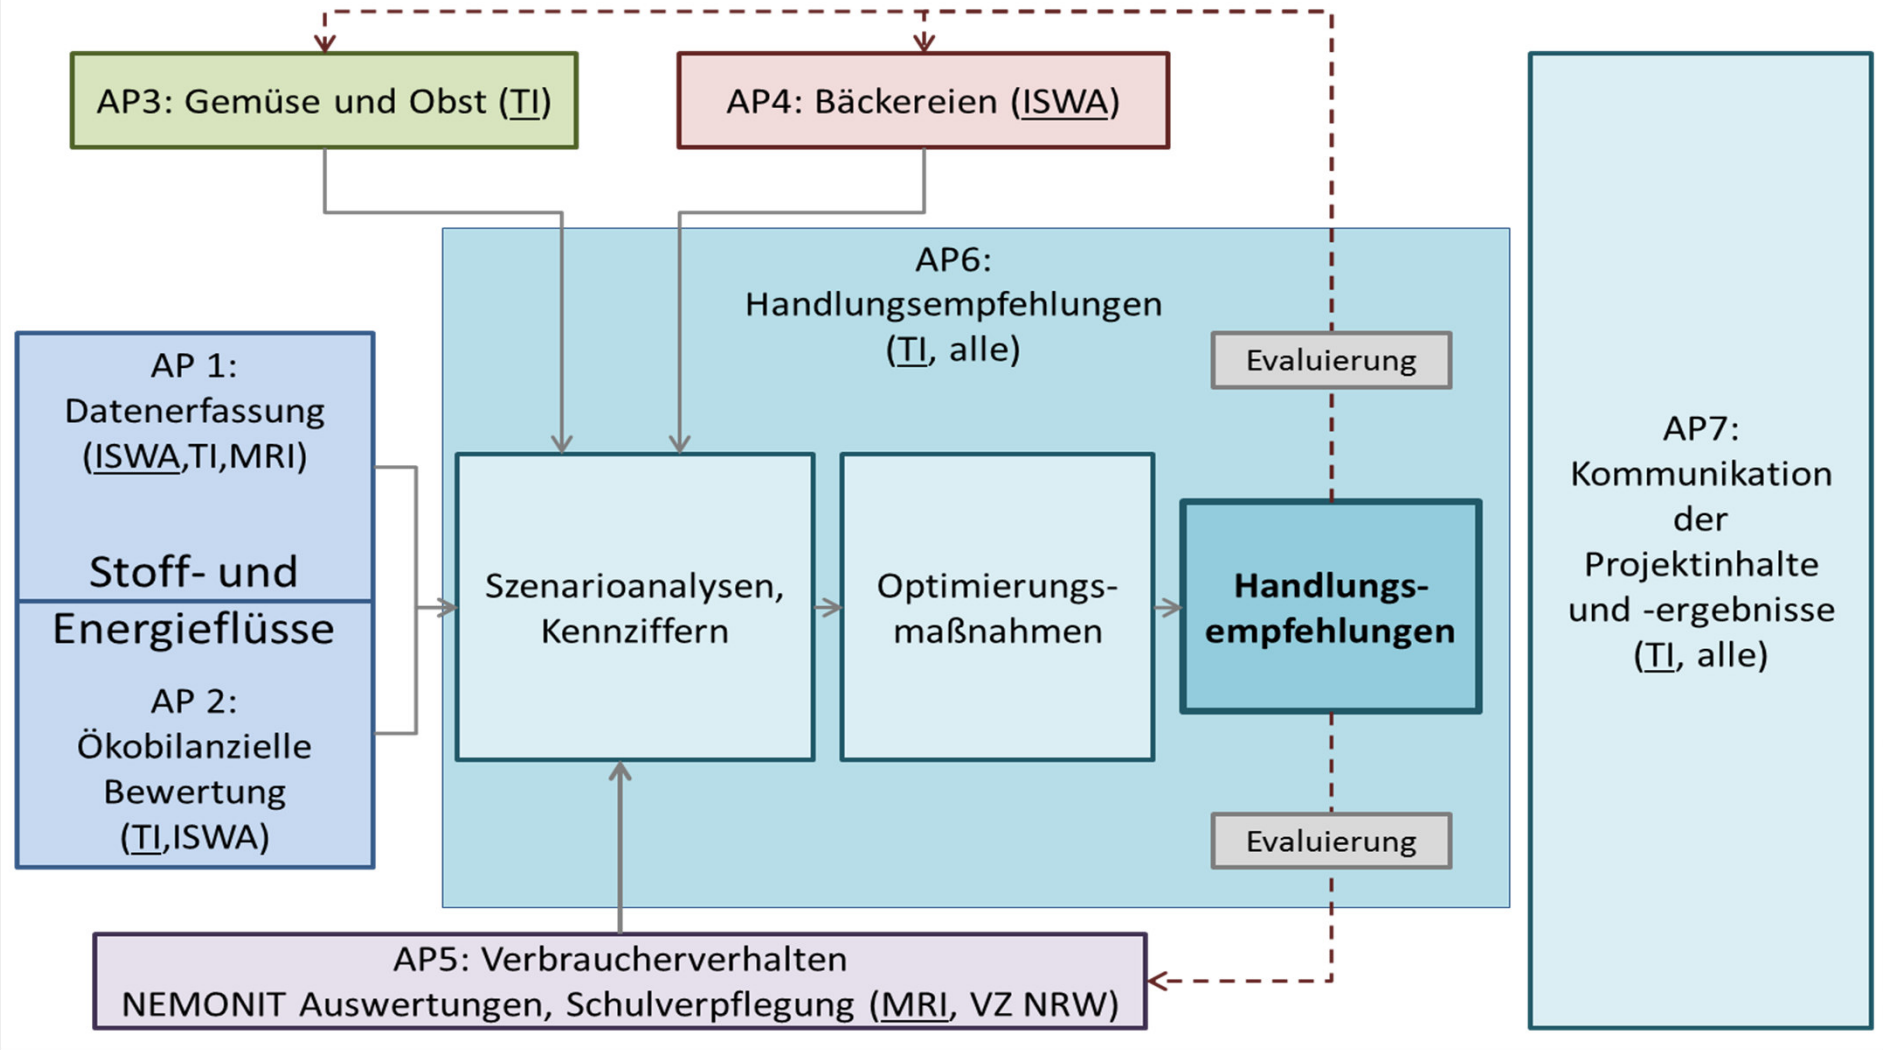 AP3: Gemüse und Obst (TI)
AP4: Bäckereien (ISWA)
AP6:
Handlungsempfehlungen
(TI, alle)
Evaluierung
AP 1:
Datenerfassung
(ISWA,TI,MRI)
Stoff- und
Energieflüsse
AP 2:
Ökobilanzielle
Bewertung
(TI,ISWA)
Szenarioanalysen,
Kennziffern
Optimierungs-
maßnahmen
Handlungs-
empfehlungen
Evaluierung
AP5: Verbraucherverhalten
NEMONIT Auswertungen, Schulverpflegung (MRI, VZ NRW)
AP7:
Kommunikation
der
Projektinhalte
und -ergebnisse
(TI, alle)